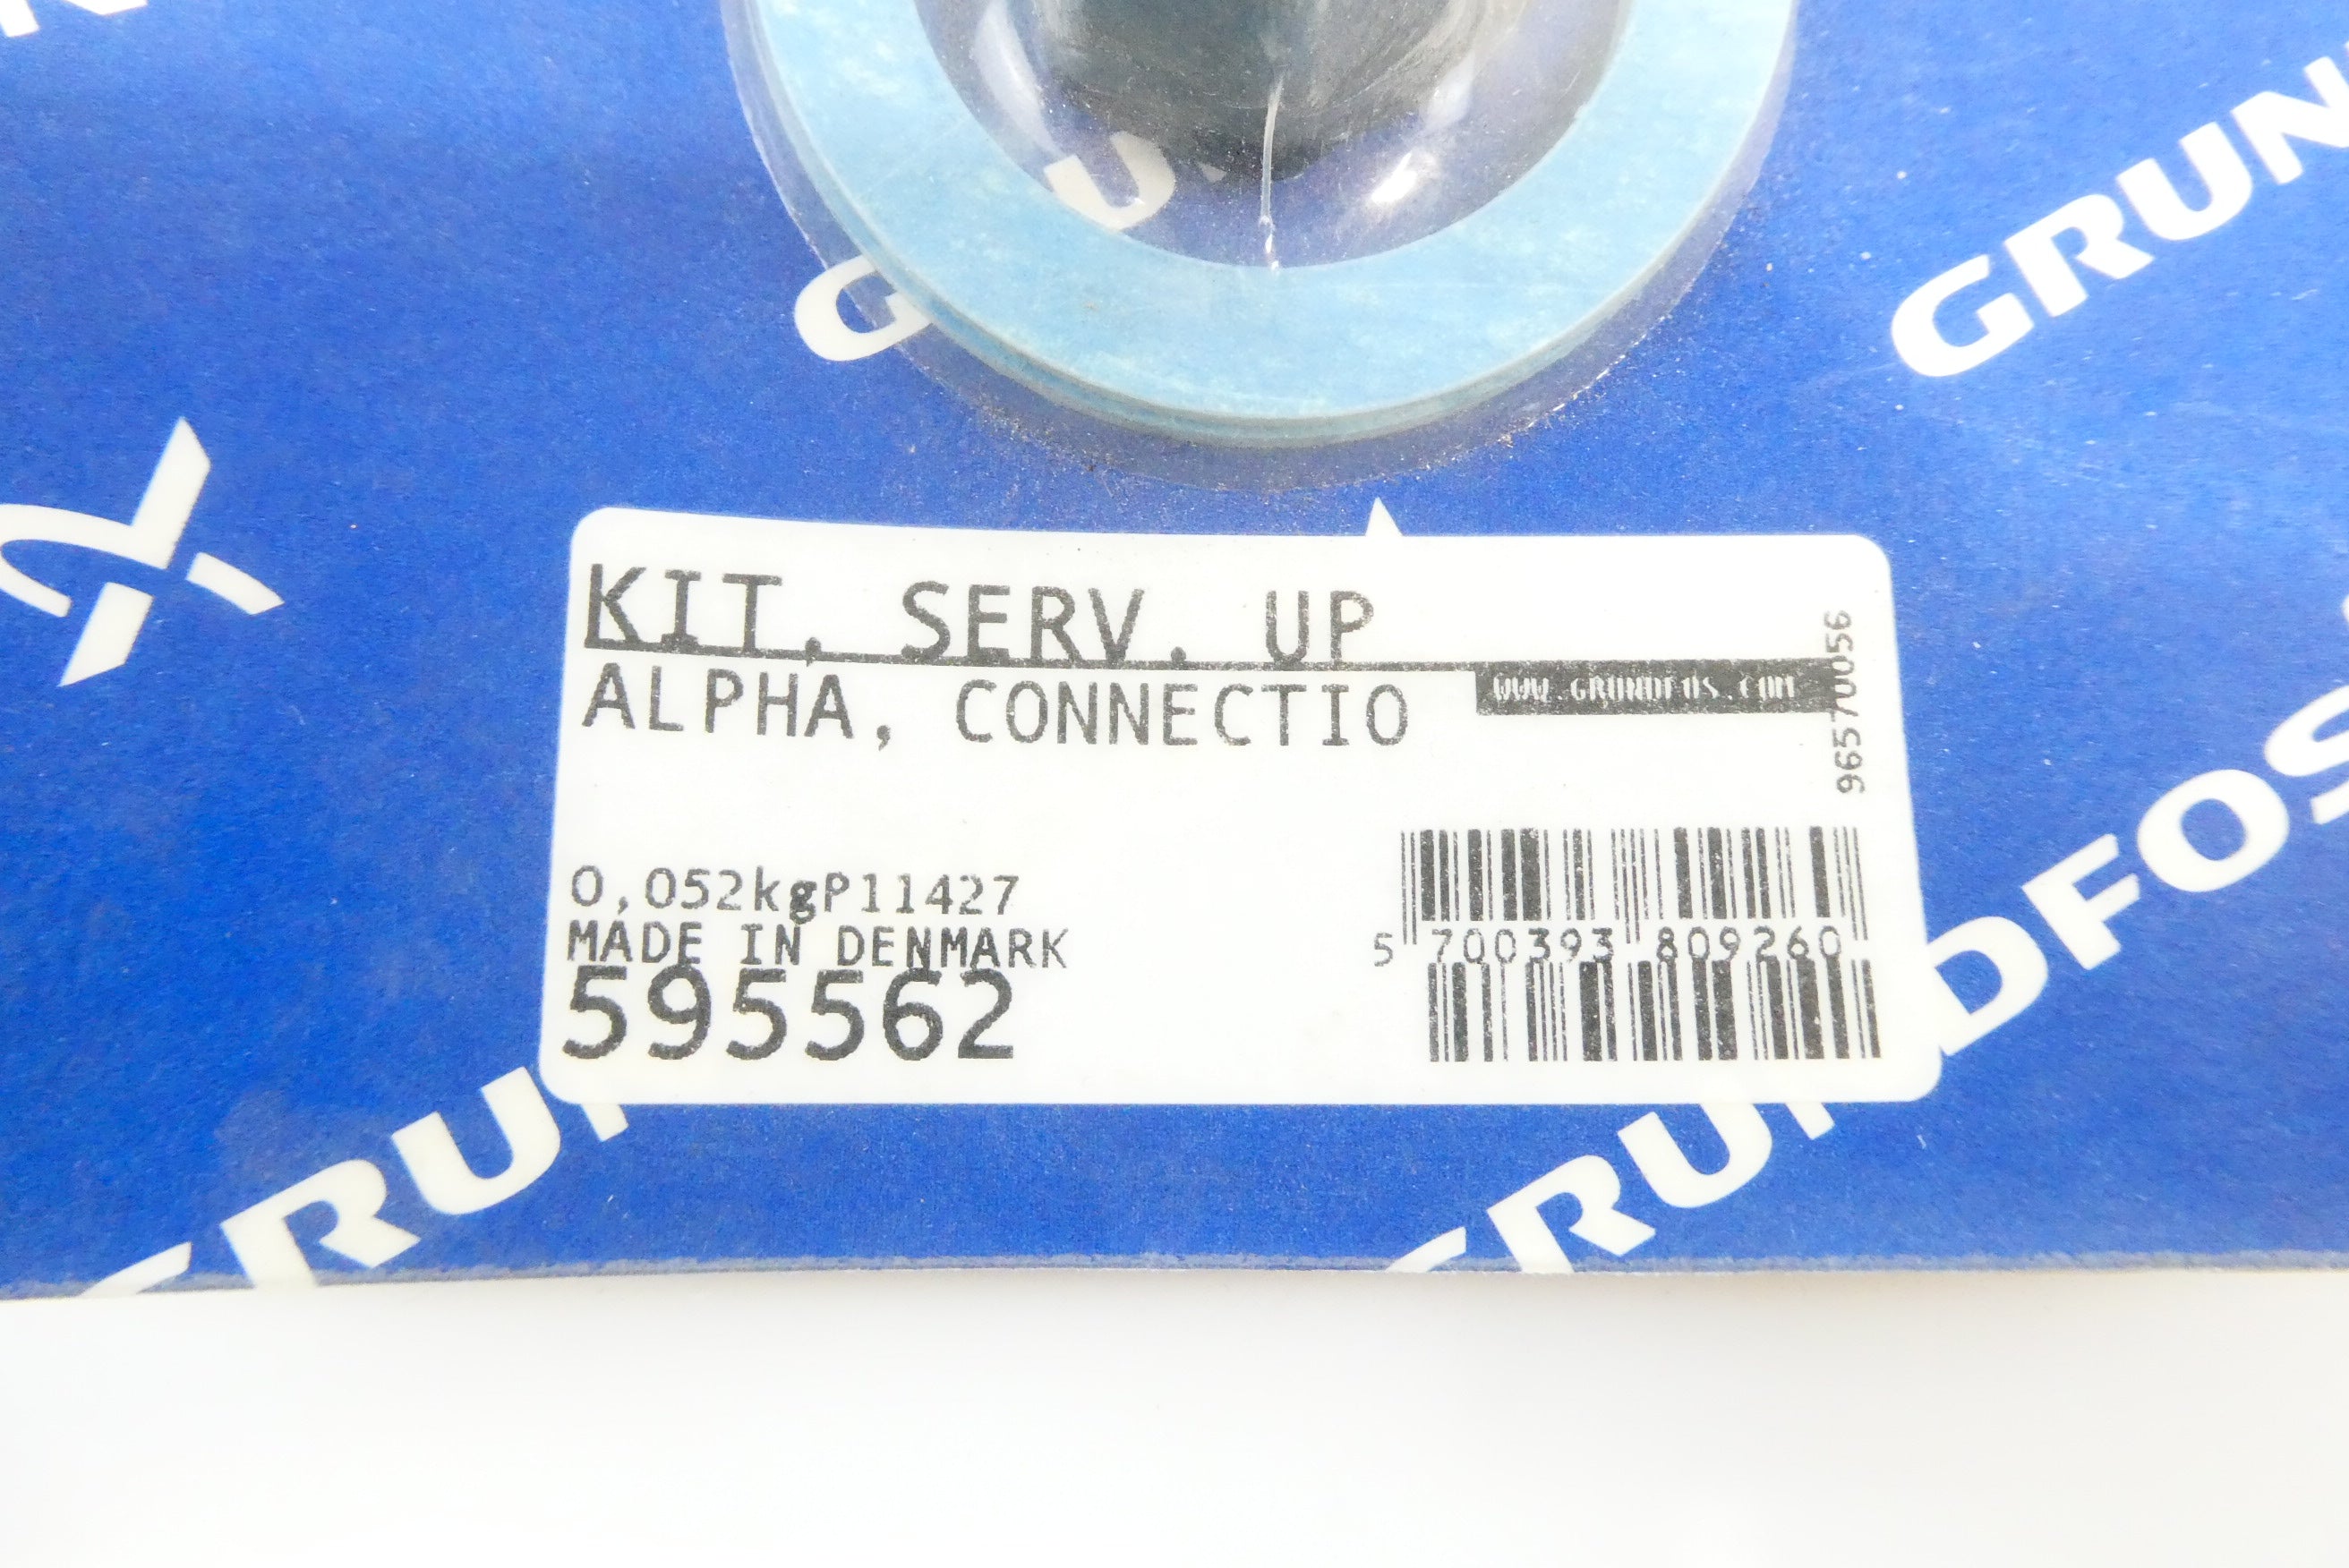 GRUN
G
U
KIT, SERV. UP
ALPHA, CONNECTIO
WWW.GRUNDFOS.COM
96570056
0,052kgP11427
MADE IN DENMARK
595562
5 700393 809260
GRUN
GRUNDFOS